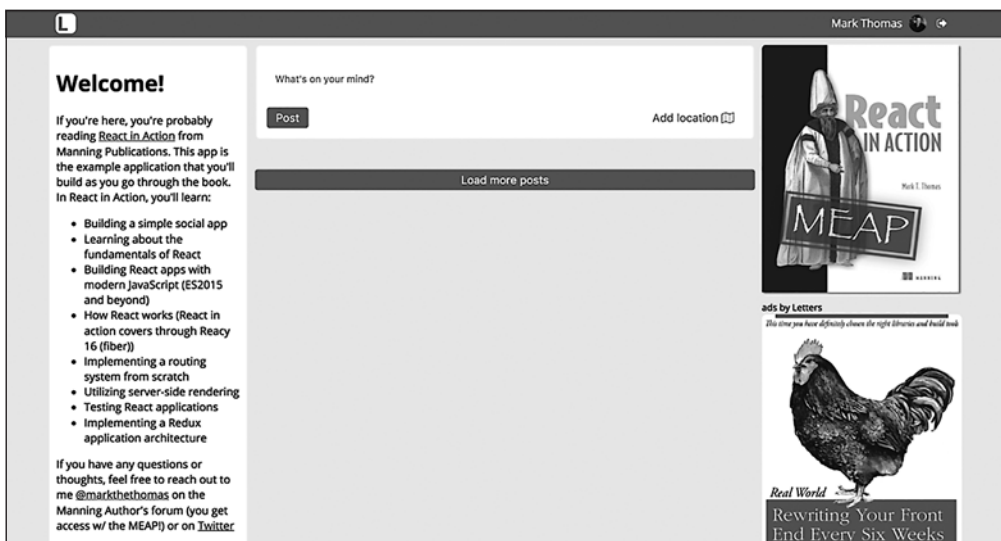 L
Mark Thomas
Welcome!
If you're here, you're probably
reading React in Action from
Manning Publications. This app is
the example application that you'll
build as you go through the book.
In React in Action, you'll learn:
• Building a simple social app
• Learning about the
fundamentals of React
• Building React apps with
modern JavaScript (ES2015
and beyond)
• How React works (React in
action covers through Reacy
16 (fiber))
• Implementing a routing
system from scratch
• Utilizing server-side rendering
• Testing React applications
• Implementing a Redux
application architecture
If you have any questions or
thoughts, feel free to reach out to
me @markthethomas on the
Manning Author's forum (you get
access w/ the MEAP!) or on Twitter
What's on your mind?
Post
Add location
Load more posts
React
IN ACTION
Mark T. Thomas
MEAP
MANNING
ads by Letters
This time you have definitely chosen the right libraries and build tools
Real World
Rewriting Your Front
End Every Six Weeks